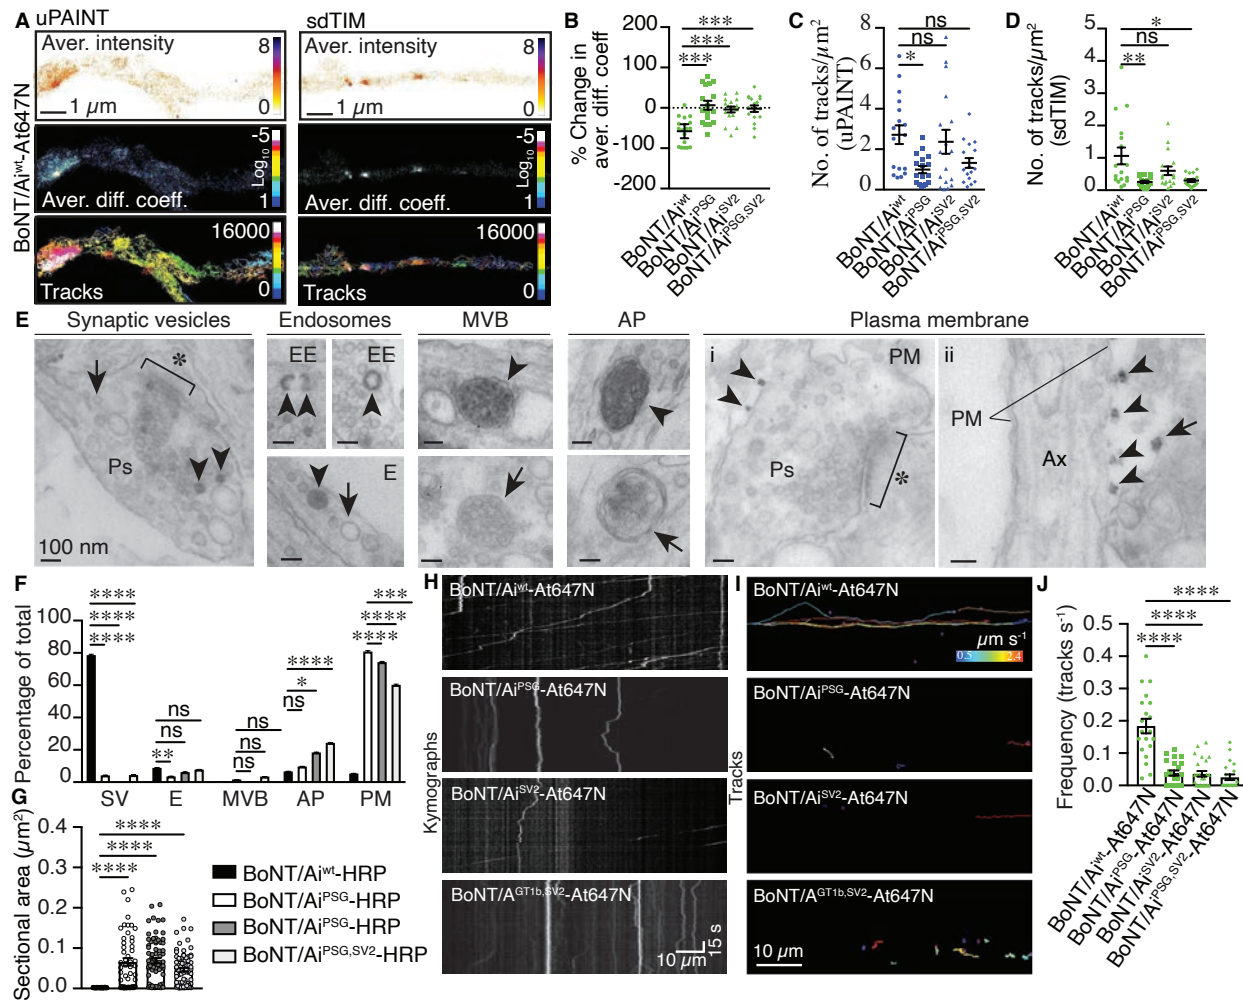 A uPAINT
sdTIM
BoNT/Aiwt-At647N
Aver. intensity
8
0
1 µm
Aver. intensity
8
0
1 µm
-5
Log10
1
Aver. diff. coeff.
-5
Log10
1
Aver. diff. coeff.
16000
0
Tracks
16000
0
Tracks
B
% Change in
aver. diff. coeff
200
100
0
-100
-200
***
***
***
BoNT/Aiwt
BoNT/AiPSG
BoNT/AiSV2
BoNT/AiPSG,SV2
C
No. of tracks/µm2
(uPAINT)
8
6
4
2
0
ns
ns
*
BoNT/Aiwt
BoNT/AiPSG
BoNT/AiSV2
BoNT/AiPSG,SV2
D
No. of tracks/µm2
(sdTIM)
5
4
3
2
1
0
*
ns
**
BoNT/Aiwt
BoNT/AiPSG
BoNT/AiSV2
BoNT/AiPSG,SV2
E
Synaptic vesicles
Endosomes
MVB
AP
Plasma membrane
*
Ps
100 nm
EE
EE
E
i
PM
Ps
*
ii
PM
Ax
F
Percentage of total
100
80
60
40
20
0
****
****
****
ns
ns
**
ns
ns
ns
****
*
ns
***
****
****
SV
E
MVB
AP
PM
G
Sectional area (µm2)
0.4
0.3
0.2
0.1
0.0
****
****
****
BoNT/Aiwt-HRP
BoNT/AiPSG-HRP
BoNT/AiPSG-HRP
BoNT/AiPSG,SV2-HRP
H
Kymographs
BoNT/Aiwt-At647N
BoNT/AiPSG-At647N
BoNT/AiSV2-At647N
BoNT/AGT1b,SV2-At647N
10 µm
15 s
I
Tracks
BoNT/Aiwt-At647N
µm s-1
0.5
2.4
BoNT/AiPSG-At647N
BoNT/AiSV2-At647N
BoNT/AGT1b,SV2-At647N
10 µm
J
Frequency (tracks s-1)
0.5
0.4
0.3
0.2
0.1
0.0
****
****
****
BoNT/Aiwt-At647N
BoNT/AiPSG-At647N
BoNT/AiSV2-At647N
BoNT/AiPSG,SV2-At647N